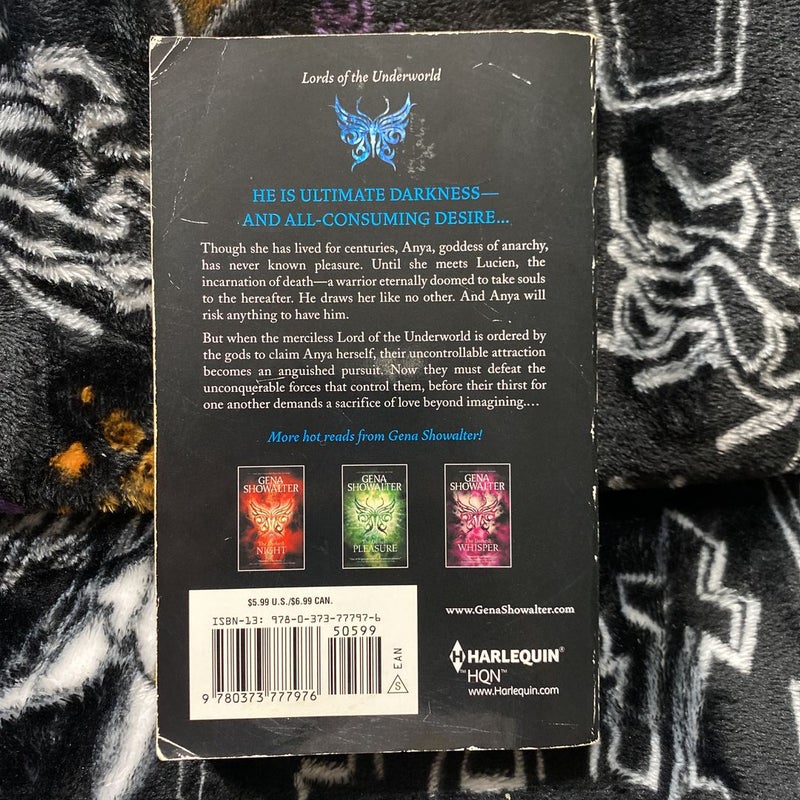 Lords of the Underworld
HE IS ULTIMATE DARKNESS—
AND ALL-CONSUMING DESIRE...
Though she has lived for centuries, Anya, goddess of anarchy,
has never known pleasure. Until she meets Lucien, the
incarnation of death—a warrior eternally doomed to take souls
to the hereafter. He draws her like no other. And Anya will
risk anything to have him.
But when the merciless Lord of the Underworld is ordered by
the gods to claim Anya herself, their uncontrollable attraction
becomes an anguished pursuit. Now they must defeat the
unconquerable forces that control them, before their thirst for
one another demands a sacrifice of love beyond imagining....
More hot reads from Gena Showalter!
GENA
SHOWALTER
The Darkest
NIGHT
GENA
SHOWALTER
The Darkest
PLEASURE
GENA
SHOWALTER
The Darkest
WHISPER
$5.99 U.S./$6.99 CAN.
ISBN-13: 978-0-373-77797-6
50599
EAN
S
9 780373 777976
www.GenaShowalter.com
H HARLEQUIN®
™HQN™
www.Harlequin.com